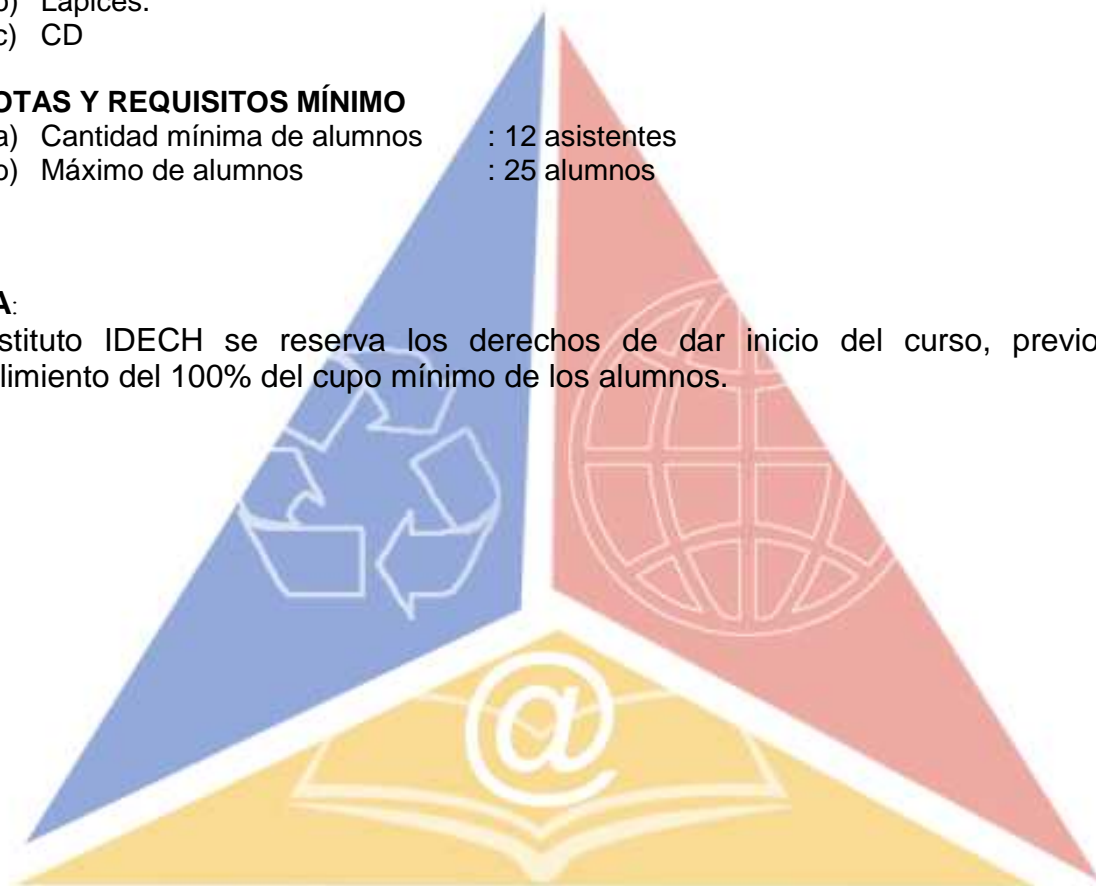 b) Lápices.
c) CD
OTAS Y REQUISITOS MÍNIMO
a) Cantidad mínima de alumnos : 12 asistentes
b) Máximo de alumnos : 25 alumnos
A:
stituto IDECH se reserva los derechos de dar inicio del curso, previo
limiento del 100% del cupo mínimo de los alumnos.
@